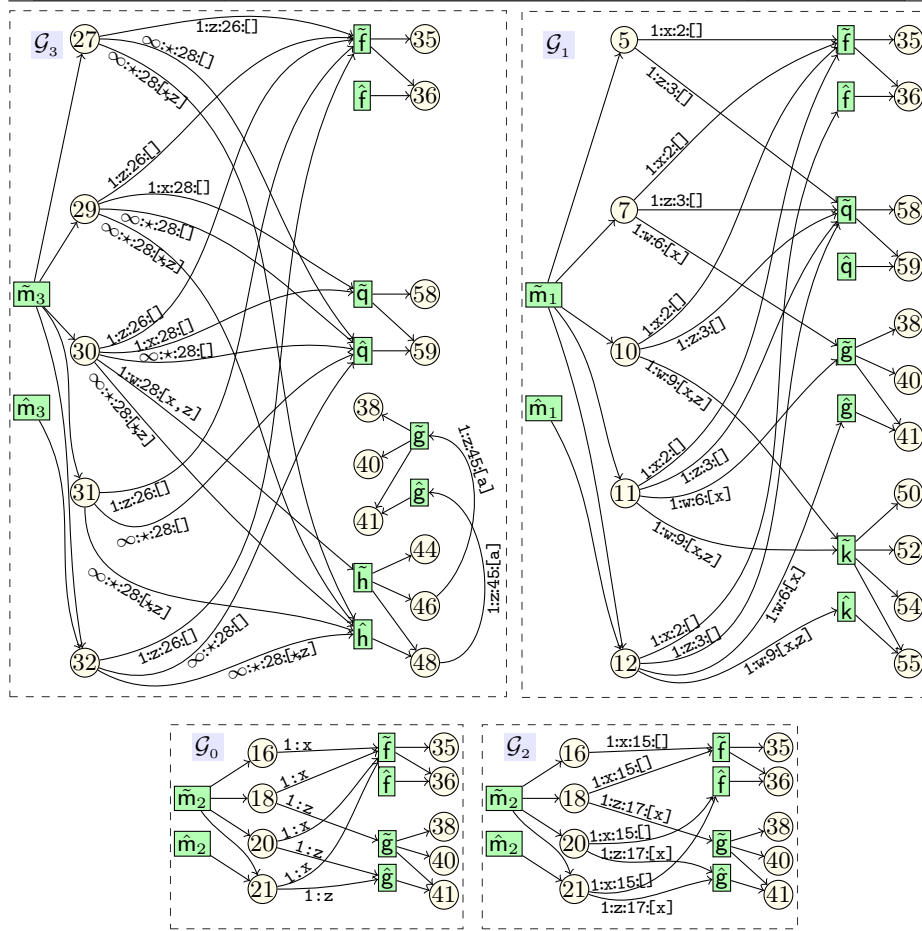 𝒢₃
27
29
30
31
32
m̃₃
m̂₃
1:z:26:[]
∞:⋆:28:[]
∞:⋆:28:[⋆,z]
1:z:26:[]
1:x:28:[]
∞:⋆:28:[]
∞:⋆:28:[⋆,z]
1:z:26:[]
1:x:28:[]
∞:⋆:28:[]
1:w:28:[x,z]
∞:⋆:28:[⋆,z]
1:z:26:[]
∞:⋆:28:[]
∞:⋆:28:[⋆,z]
1:z:26:[]
∞:⋆:28:[]
∞:⋆:28:[⋆,z]
f̃
f̂
35
36
q̃
q̂
58
59
38
40
41
g̃
ĝ
1:z:45:[a]
1:z:45:[a]
h̃
ĥ
44
46
48
𝒢₁
5
7
10
11
12
m̃₁
m̂₁
1:x:2:[]
1:z:3:[]
1:x:2:[]
1:z:3:[]
1:w:6:[x]
1:x:2:[]
1:z:3:[]
1:w:9:[x,z]
1:x:2:[]
1:z:3:[]
1:w:6:[x]
1:w:9:[x,z]
1:x:2:[]
1:z:3:[]
1:w:6:[x]
1:w:9:[x,z]
f̃
f̂
35
36
q̃
q̂
58
59
g̃
ĝ
38
40
41
k̃
k̂
50
52
54
55
𝒢₀
16
18
20
21
m̃₂
m̂₂
1:x
1:x
1:z
1:x
1:z
1:x
1:z
f̃
f̂
35
36
g̃
ĝ
38
40
41
𝒢₂
16
18
20
21
m̃₂
m̂₂
1:x:15:[]
1:x:15:[]
1:z:17:[x]
1:x:15:[]
1:z:17:[x]
1:x:15:[]
1:z:17:[x]
f̃
f̂
35
36
g̃
ĝ
38
40
41